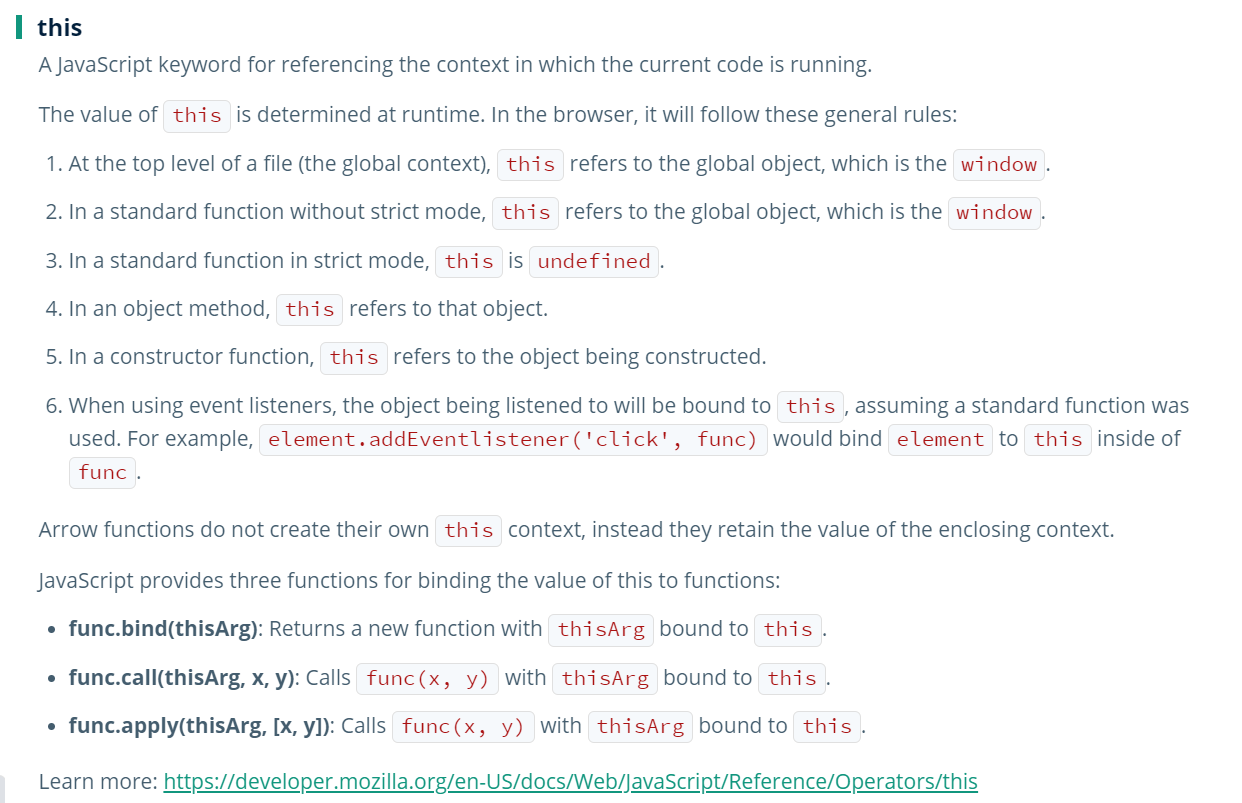 this
A JavaScript keyword for referencing the context in which the current code is running.
The value of this is determined at runtime. In the browser, it will follow these general rules:
1. At the top level of a file (the global context), this refers to the global object, which is the window.
2. In a standard function without strict mode, this refers to the global object, which is the window.
3. In a standard function in strict mode, this is undefined.
4. In an object method, this refers to that object.
5. In a constructor function, this refers to the object being constructed.
6. When using event listeners, the object being listened to will be bound to this, assuming a standard function was
used. For example, element.addEventlistener('click', func) would bind element to this inside of
func.
Arrow functions do not create their own this context, instead they retain the value of the enclosing context.
JavaScript provides three functions for binding the value of this to functions:
• func.bind(thisArg): Returns a new function with thisArg bound to this.
• func.call(thisArg, x, y): Calls func(x, y) with thisArg bound to this.
• func.apply(thisArg, [x, y]): Calls func(x, y) with thisArg bound to this.
Learn more: https://developer.mozilla.org/en-US/docs/Web/JavaScript/Reference/Operators/this